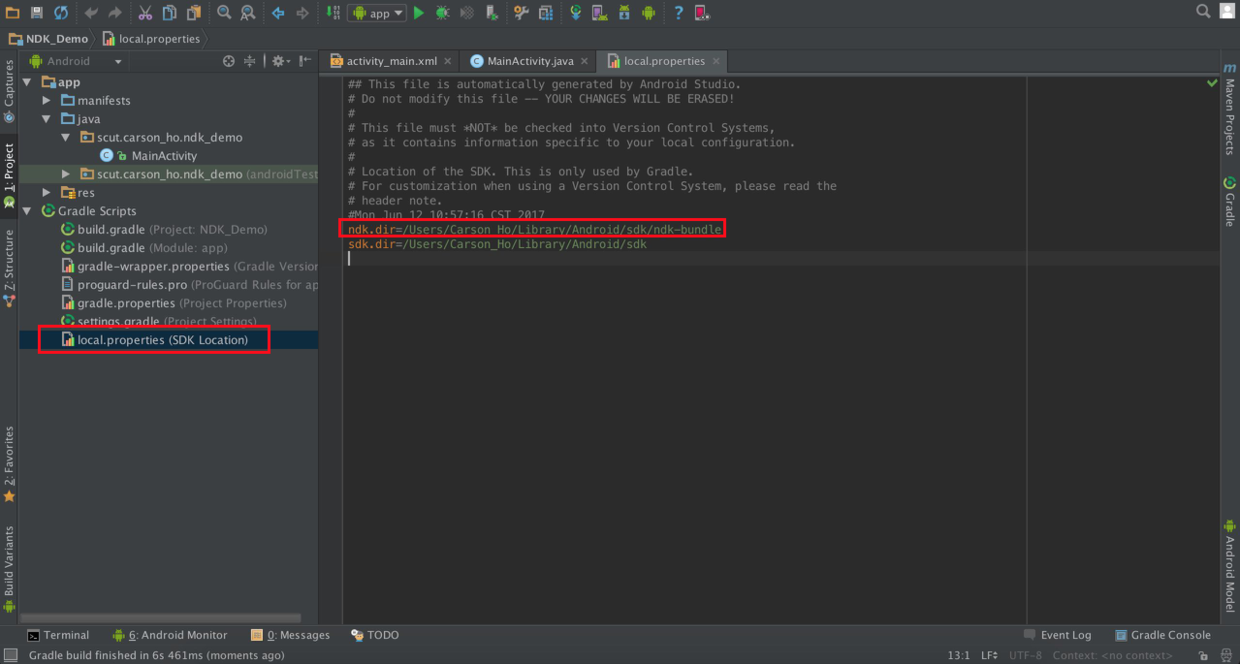 app
NDK_Demo
local.properties
Android
activity_main.xml
MainActivity.java
local.properties
Captures
1: Project
Z: Structure
2: Favorites
Build Variants
app
manifests
java
scut.carson_ho.ndk_demo
MainActivity
scut.carson_ho.ndk_demo (androidTest
res
Gradle Scripts
build.gradle (Project: NDK_Demo)
build.gradle (Module: app)
gradle-wrapper.properties (Gradle Version
proguard-rules.pro (ProGuard Rules for ap
gradle.properties (Project Properties)
settings.gradle (Project Settings)
local.properties (SDK Location)
## This file is automatically generated by Android Studio.
# Do not modify this file -- YOUR CHANGES WILL BE ERASED!
#
# This file must *NOT* be checked into Version Control Systems,
# as it contains information specific to your local configuration.
#
# Location of the SDK. This is only used by Gradle.
# For customization when using a Version Control System, please read the
# header note.
#Mon Jun 12 10:57:16 CST 2017
ndk.dir=/Users/Carson_Ho/Library/Android/sdk/ndk-bundle
sdk.dir=/Users/Carson_Ho/Library/Android/sdk
Maven Projects
Gradle
Android Model
Terminal
6: Android Monitor
0: Messages
TODO
Event Log
Gradle Console
Gradle build finished in 6s 461ms (moments ago)
13:1
LF
UTF-8
Context: <no context>